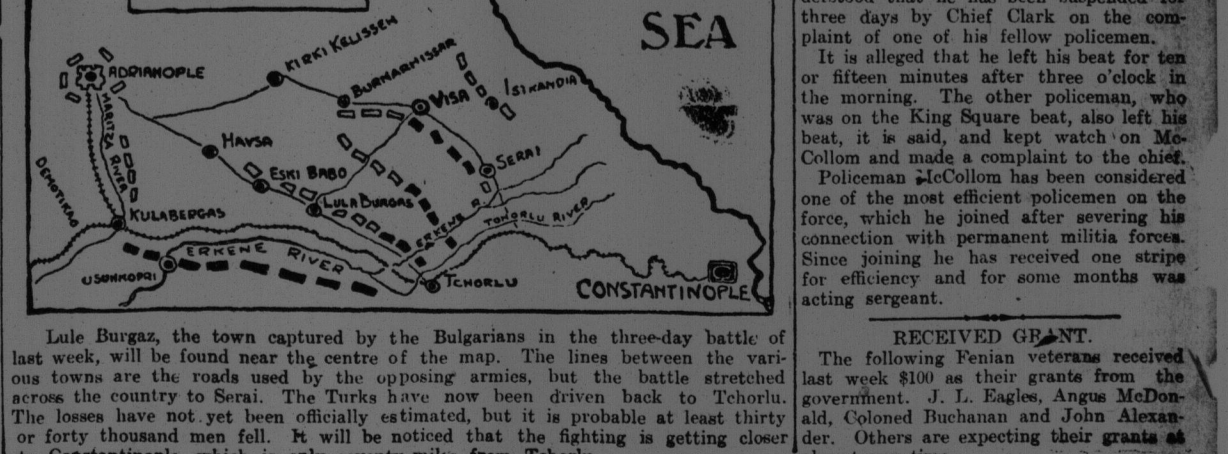 SEA
KIRKI KELISSEH
ADRIANOPLE
BURNARHISSAR
VISA
ISTRANDIA
MARITZA RIVER
HAVSA
SERAI
ESKI BABO
DEMOTIKAS
LULA BURGAS
KULABERGAS
ERKENE R.
TCHORLU RIVER
ERKENE RIVER
USUNKOPRI
TCHORLU
CONSTANTINOPLE
Lule Burgaz, the town captured by the Bulgarians in the three-day battle of
last week, will be found near the centre of the map. The lines between the vari-
ous towns are the roads used by the opposing armies, but the battle stretched
across the country to Serai. The Turks have now been driven back to Tchorlu.
The losses have not yet been officially estimated, but it is probable at least thirty
or forty thousand men fell. It will be noticed that the fighting is getting closer
three days by Chief Clark on the com-
plaint of one of his fellow policemen.
It is alleged that he left his beat for ten
or fifteen minutes after three o'clock in
the morning. The other policeman, who
was on the King Square beat, also left his
beat, it is said, and kept watch on Mc-
Collom and made a complaint to the chief.
Policeman McCollom has been considered
one of the most efficient policemen on the
force, which he joined after severing his
connection with permanent militia forces.
Since joining he has received one stripe
for efficiency and for some months was
acting sergeant.
RECEIVED GRANT.
The following Fenian veterans received
last week $100 as their grants from the
government. J. L. Eagles, Angus McDon-
ald, Coloned Buchanan and John Alexan-
der. Others are expecting their grants at